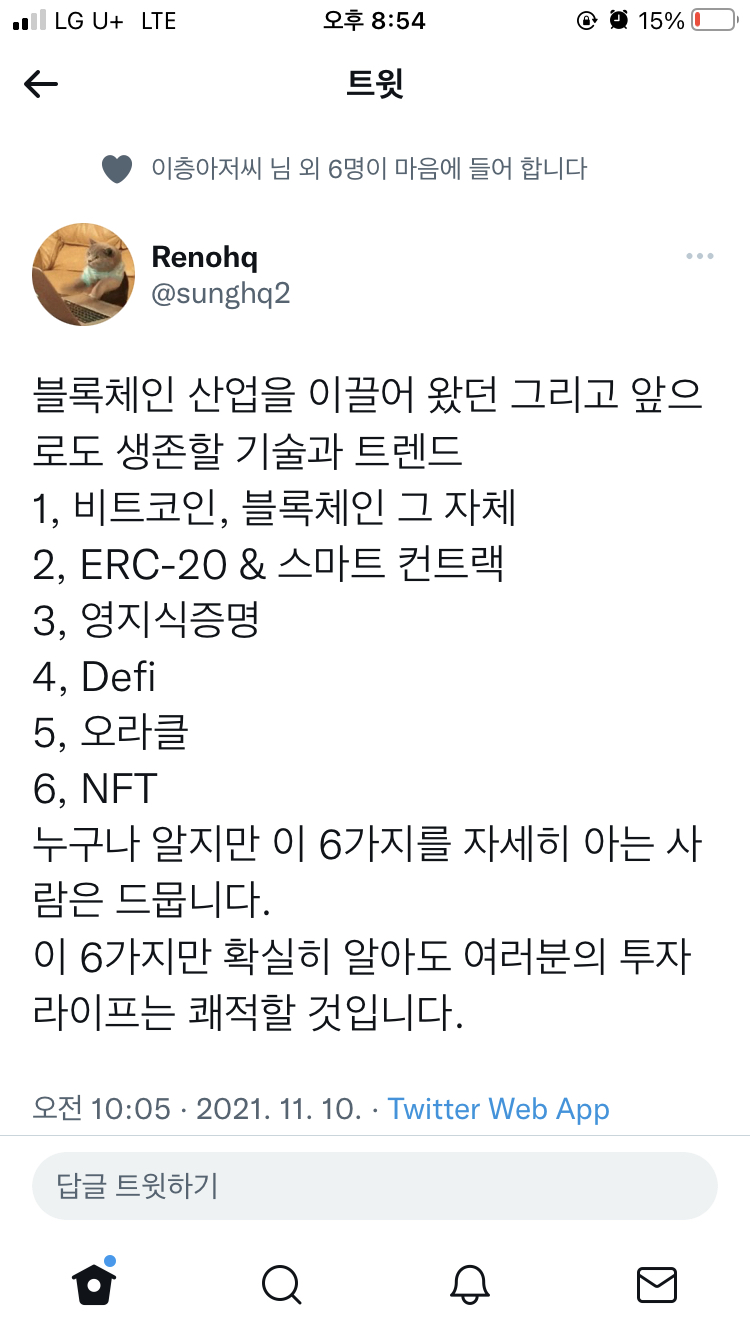 LG U+ LTE 오후 8:54 15%
트윗
이층아저씨 님 외 6명이 마음에 들어 합니다
Renohq
@sunghq2
블록체인 산업을 이끌어 왔던 그리고 앞으
로도 생존할 기술과 트렌드
1, 비트코인, 블록체인 그 자체
2, ERC-20 & 스마트 컨트랙
3, 영지식증명
4, Defi
5, 오라클
6, NFT
누구나 알지만 이 6가지를 자세히 아는 사
람은 드뭅니다.
이 6가지만 확실히 알아도 여러분의 투자
라이프는 쾌적할 것입니다.
오전 10:05 · 2021. 11. 10. · Twitter Web App
답글 트윗하기